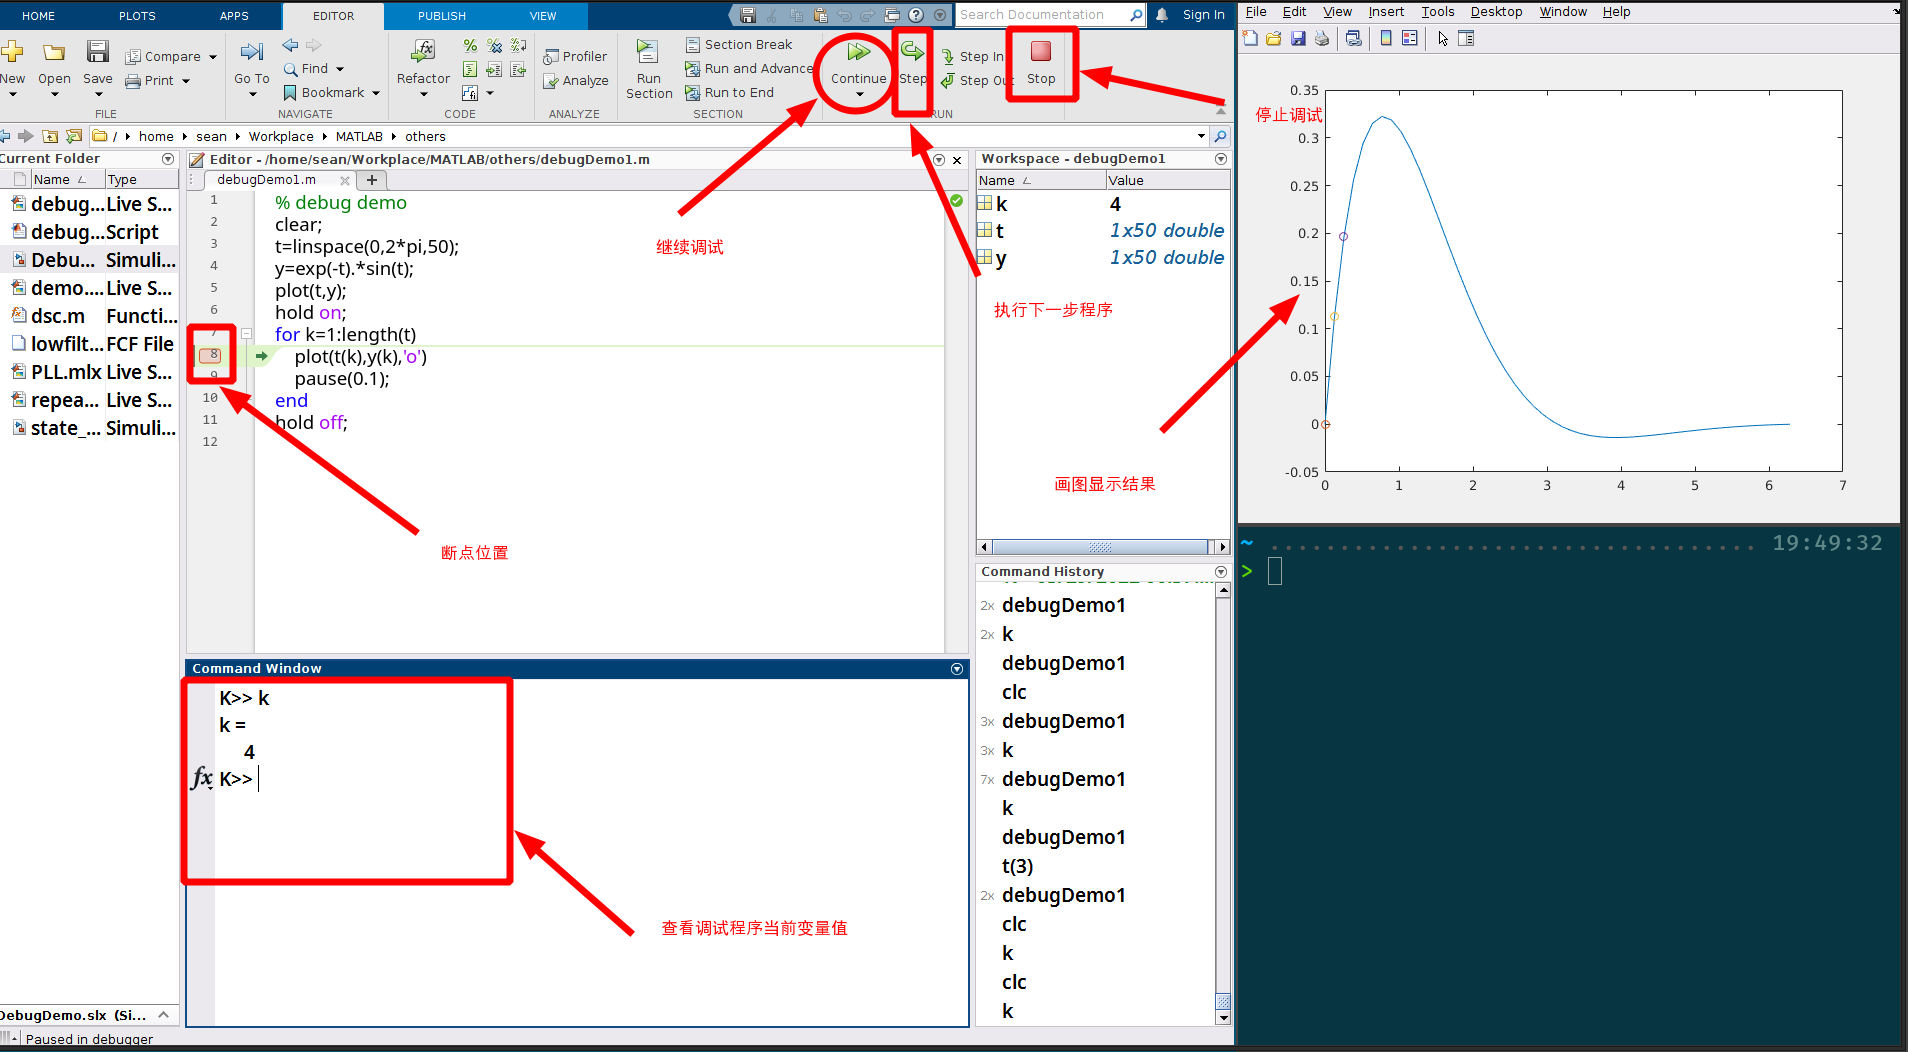 HOME PLOTS APPS EDITOR PUBLISH VIEW
Search Documentation
Sign In
New
Open
Save
Compare
Print
FILE
Go To
Find
Bookmark
NAVIGATE
Refactor
CODE
Profiler
Analyze
ANALYZE
Run
Section
Section Break
Run and Advance
Run to End
SECTION
Continue
Step
Step In
Step Out
Stop
RUN
/ home sean Workplace MATLAB others
Current Folder
Name Type
debug... Live S...
debug... Script
Debu... Simuli...
demo.... Live S...
dsc.m Functi...
lowfilt... FCF File
PLL.mlx Live S...
repea... Live S...
state_... Simuli...
DebugDemo.slx (Si...
Paused in debugger
Editor - /home/sean/Workplace/MATLAB/others/debugDemo1.m
debugDemo1.m
1 % debug demo
2 clear;
3 t=linspace(0,2*pi,50);
4 y=exp(-t).*sin(t);
5 plot(t,y);
6 hold on;
7 for k=1:length(t)
8 plot(t(k),y(k),'o')
9 pause(0.1);
10 end
11 hold off;
12
继续调试
断点位置
Command Window
K>> k
k =
4
fx K>>
查看调试程序当前变量值
Workspace - debugDemo1
Name Value
k 4
t 1x50 double
y 1x50 double
执行下一步程序
画图显示结果
Command History
2x debugDemo1
2x k
debugDemo1
clc
3x debugDemo1
3x k
7x debugDemo1
k
debugDemo1
t(3)
2x debugDemo1
clc
k
clc
k
File Edit View Insert Tools Desktop Window Help
停止调试
0.35
0.3
0.25
0.2
0.15
0.1
0.05
0
-0.05
0 1 2 3 4 5 6 7
~ ................................... 19:49:32
>